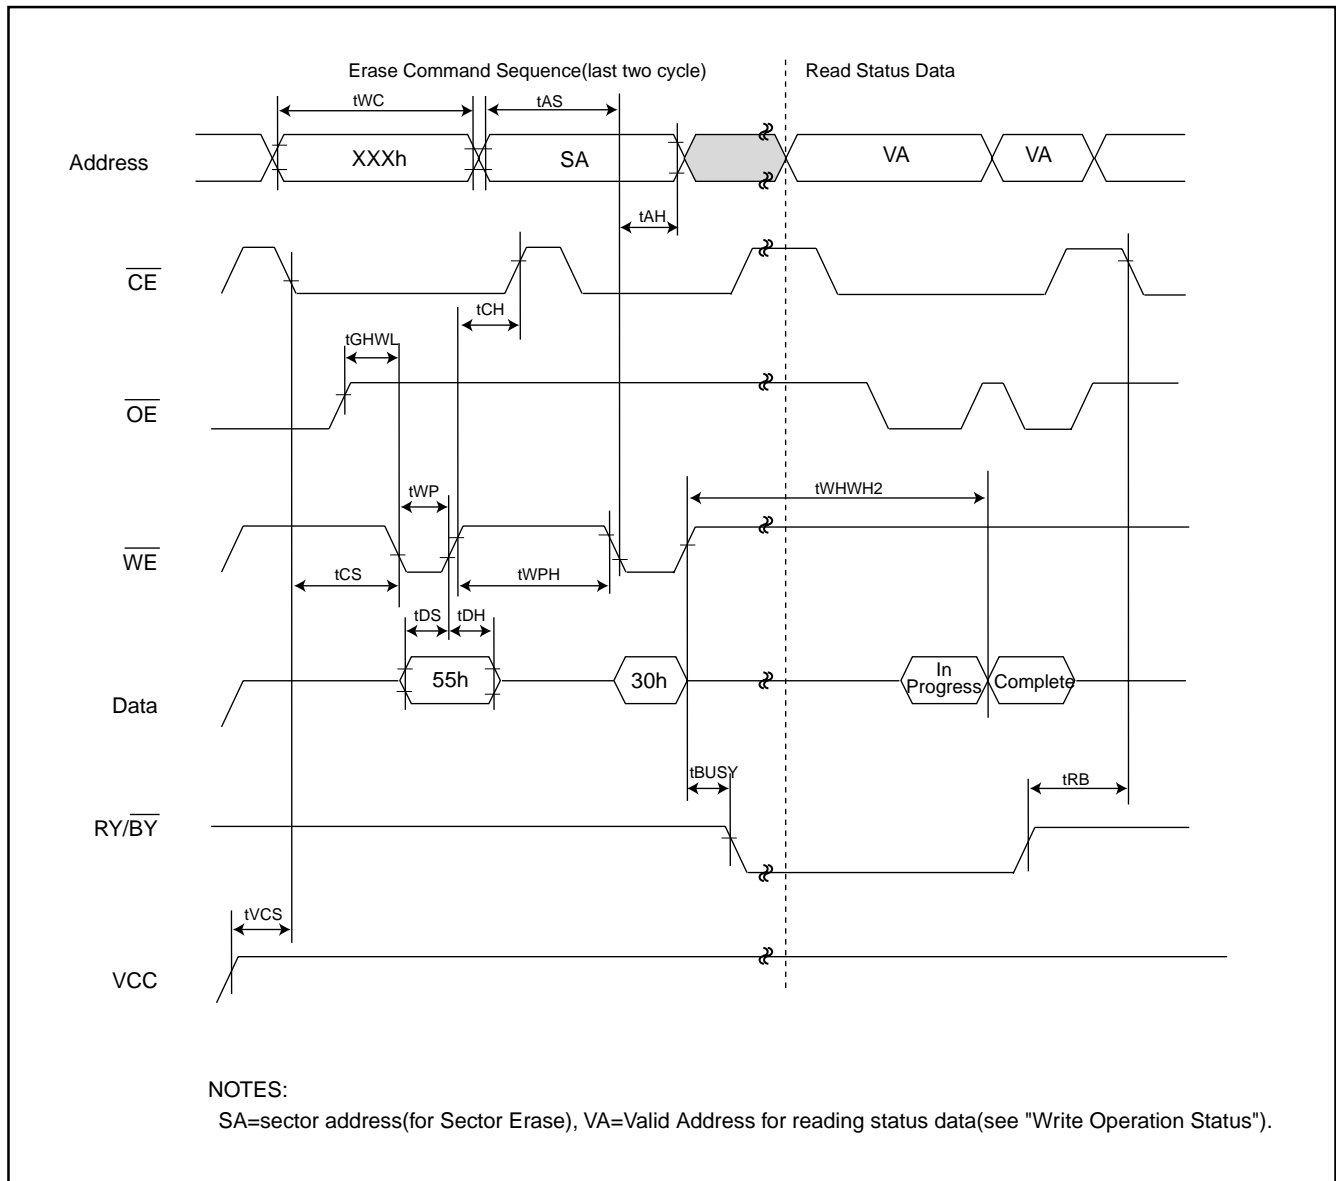 Erase Command Sequence(last two cycle)
Read Status Data
tWC
tAS
Address
XXXh
SA
VA
VA
tAH
CE
tCH
tGHWL
OE
tWHWH2
tWP
WE
tCS
tWPH
tDS
tDH
Data
55h
30h
In
Progress
Complete
tBUSY
tRB
RY/BY
tVCS
VCC
NOTES:
SA=sector address(for Sector Erase), VA=Valid Address for reading status data(see "Write Operation Status").